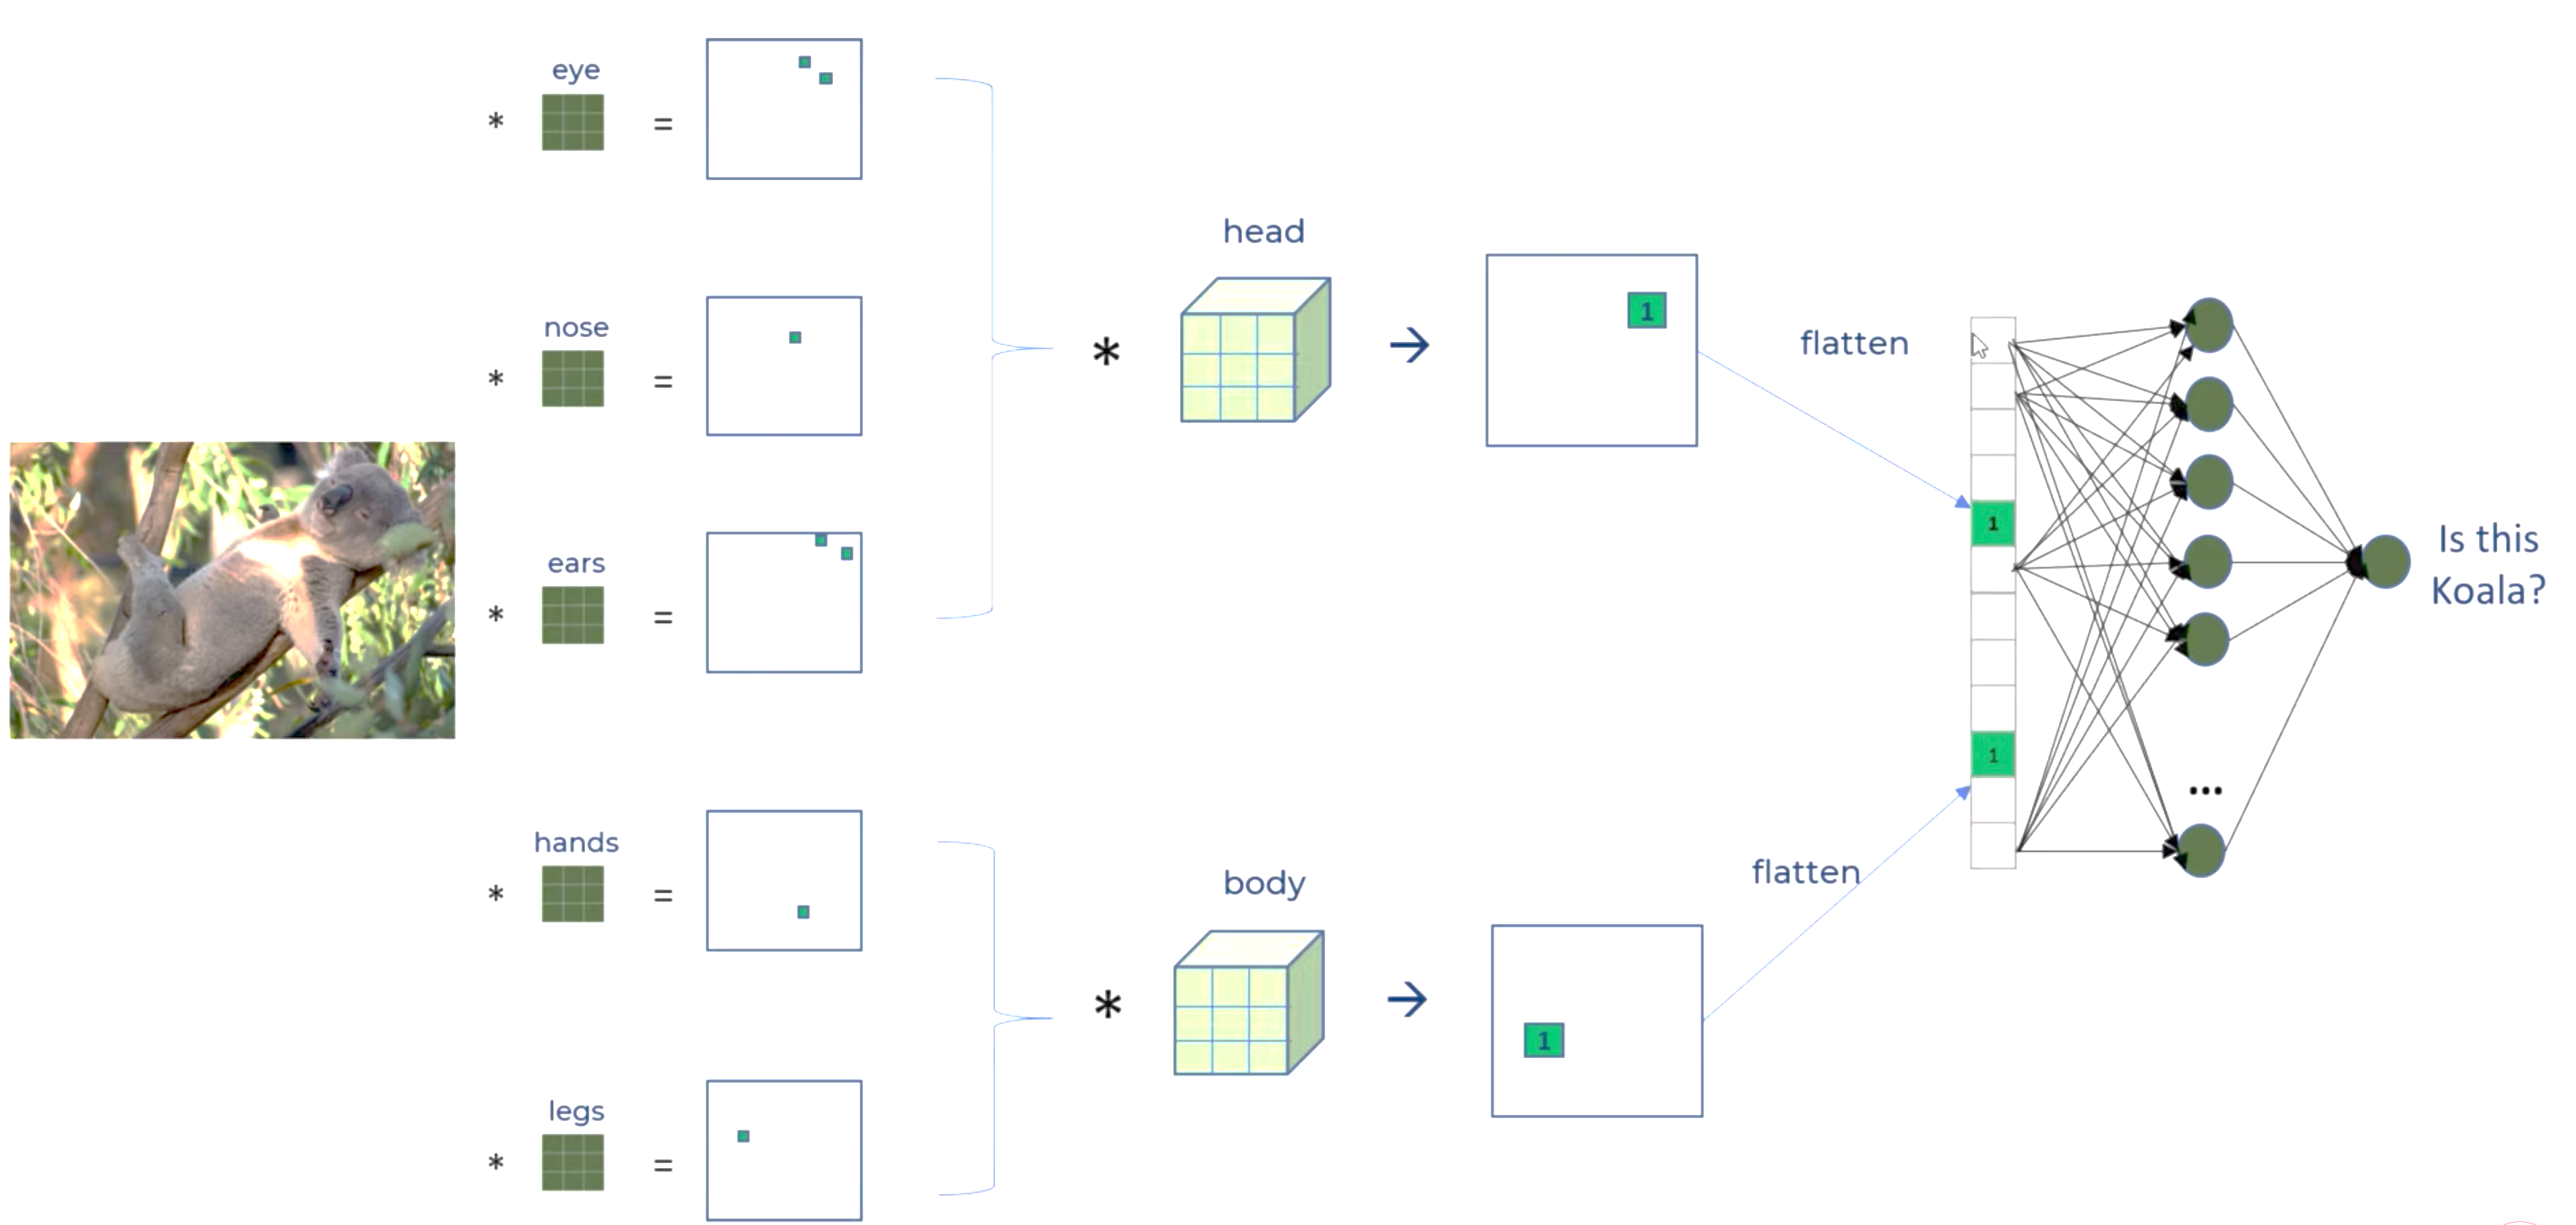 eye
*
=
nose
*
=
ears
*
=
head
*
→
1
flatten
hands
*
=
legs
*
=
body
*
→
1
flatten
1
1
...
Is this
Koala?